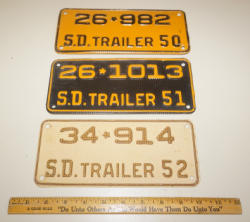 26★982
S.D. TRAILER 50
26★1013
S.D. TRAILER 51
34★914
S.D. TRAILER 52
"Do Unto Others As You Would Have Them Do Unto You"